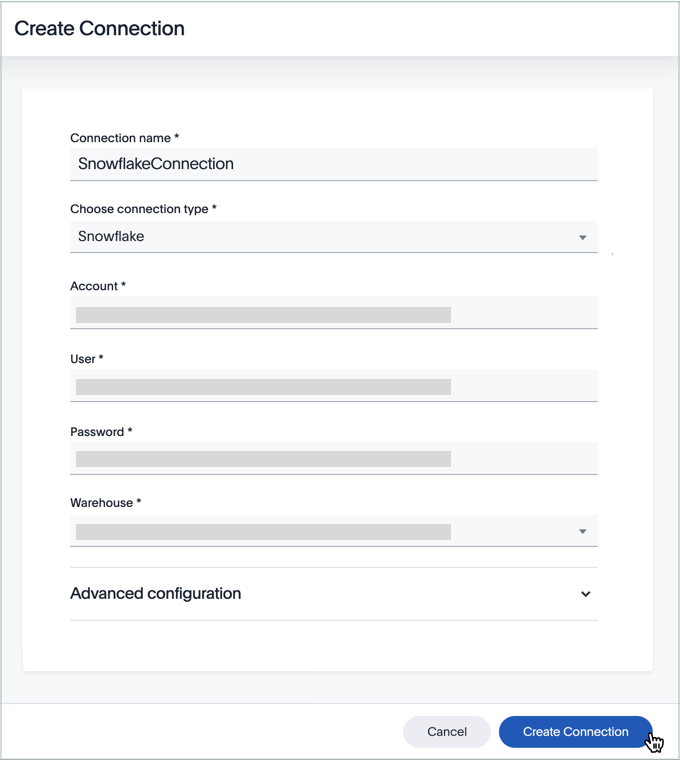 Create Connection
Connection name *
SnowflakeConnection
Choose connection type *
Snowflake
Account *
User *
Password *
Warehouse *
Advanced configuration
Cancel
Create Connection